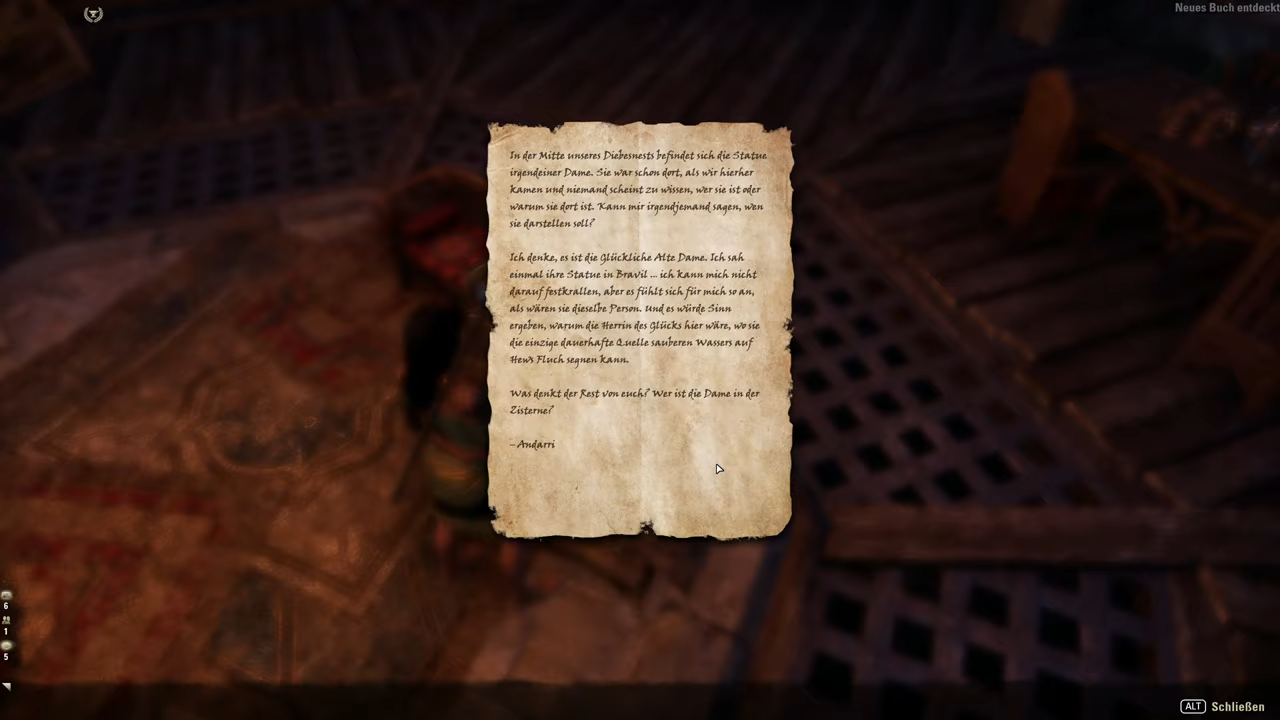 Neues Buch entdeckt
In der Mitte unseres Diebesnests befindet sich die Statue
irgendeiner Dame. Sie war schon dort, als wir hierher
kamen und niemand scheint zu wissen, wer sie ist oder
warum sie dort ist. Kann mir irgendjemand sagen, wen
sie darstellen soll?
Ich denke, es ist die Glückliche Alte Dame. Ich sah
einmal ihre Statue in Bravil ... ich kann mich nicht
darauf festkrallen, aber es fühlt sich für mich so an,
als wären sie dieselbe Person. Und es würde Sinn
ergeben, warum die Herrin des Glücks hier wäre, wo sie
die einzige dauerhafte Quelle sauberen Wassers auf
Hews Fluch segnen kann.
Was denkt der Rest von euch? Wer ist die Dame in der
Zisterne?
– Andarri
6
1
5
ALT Schließen